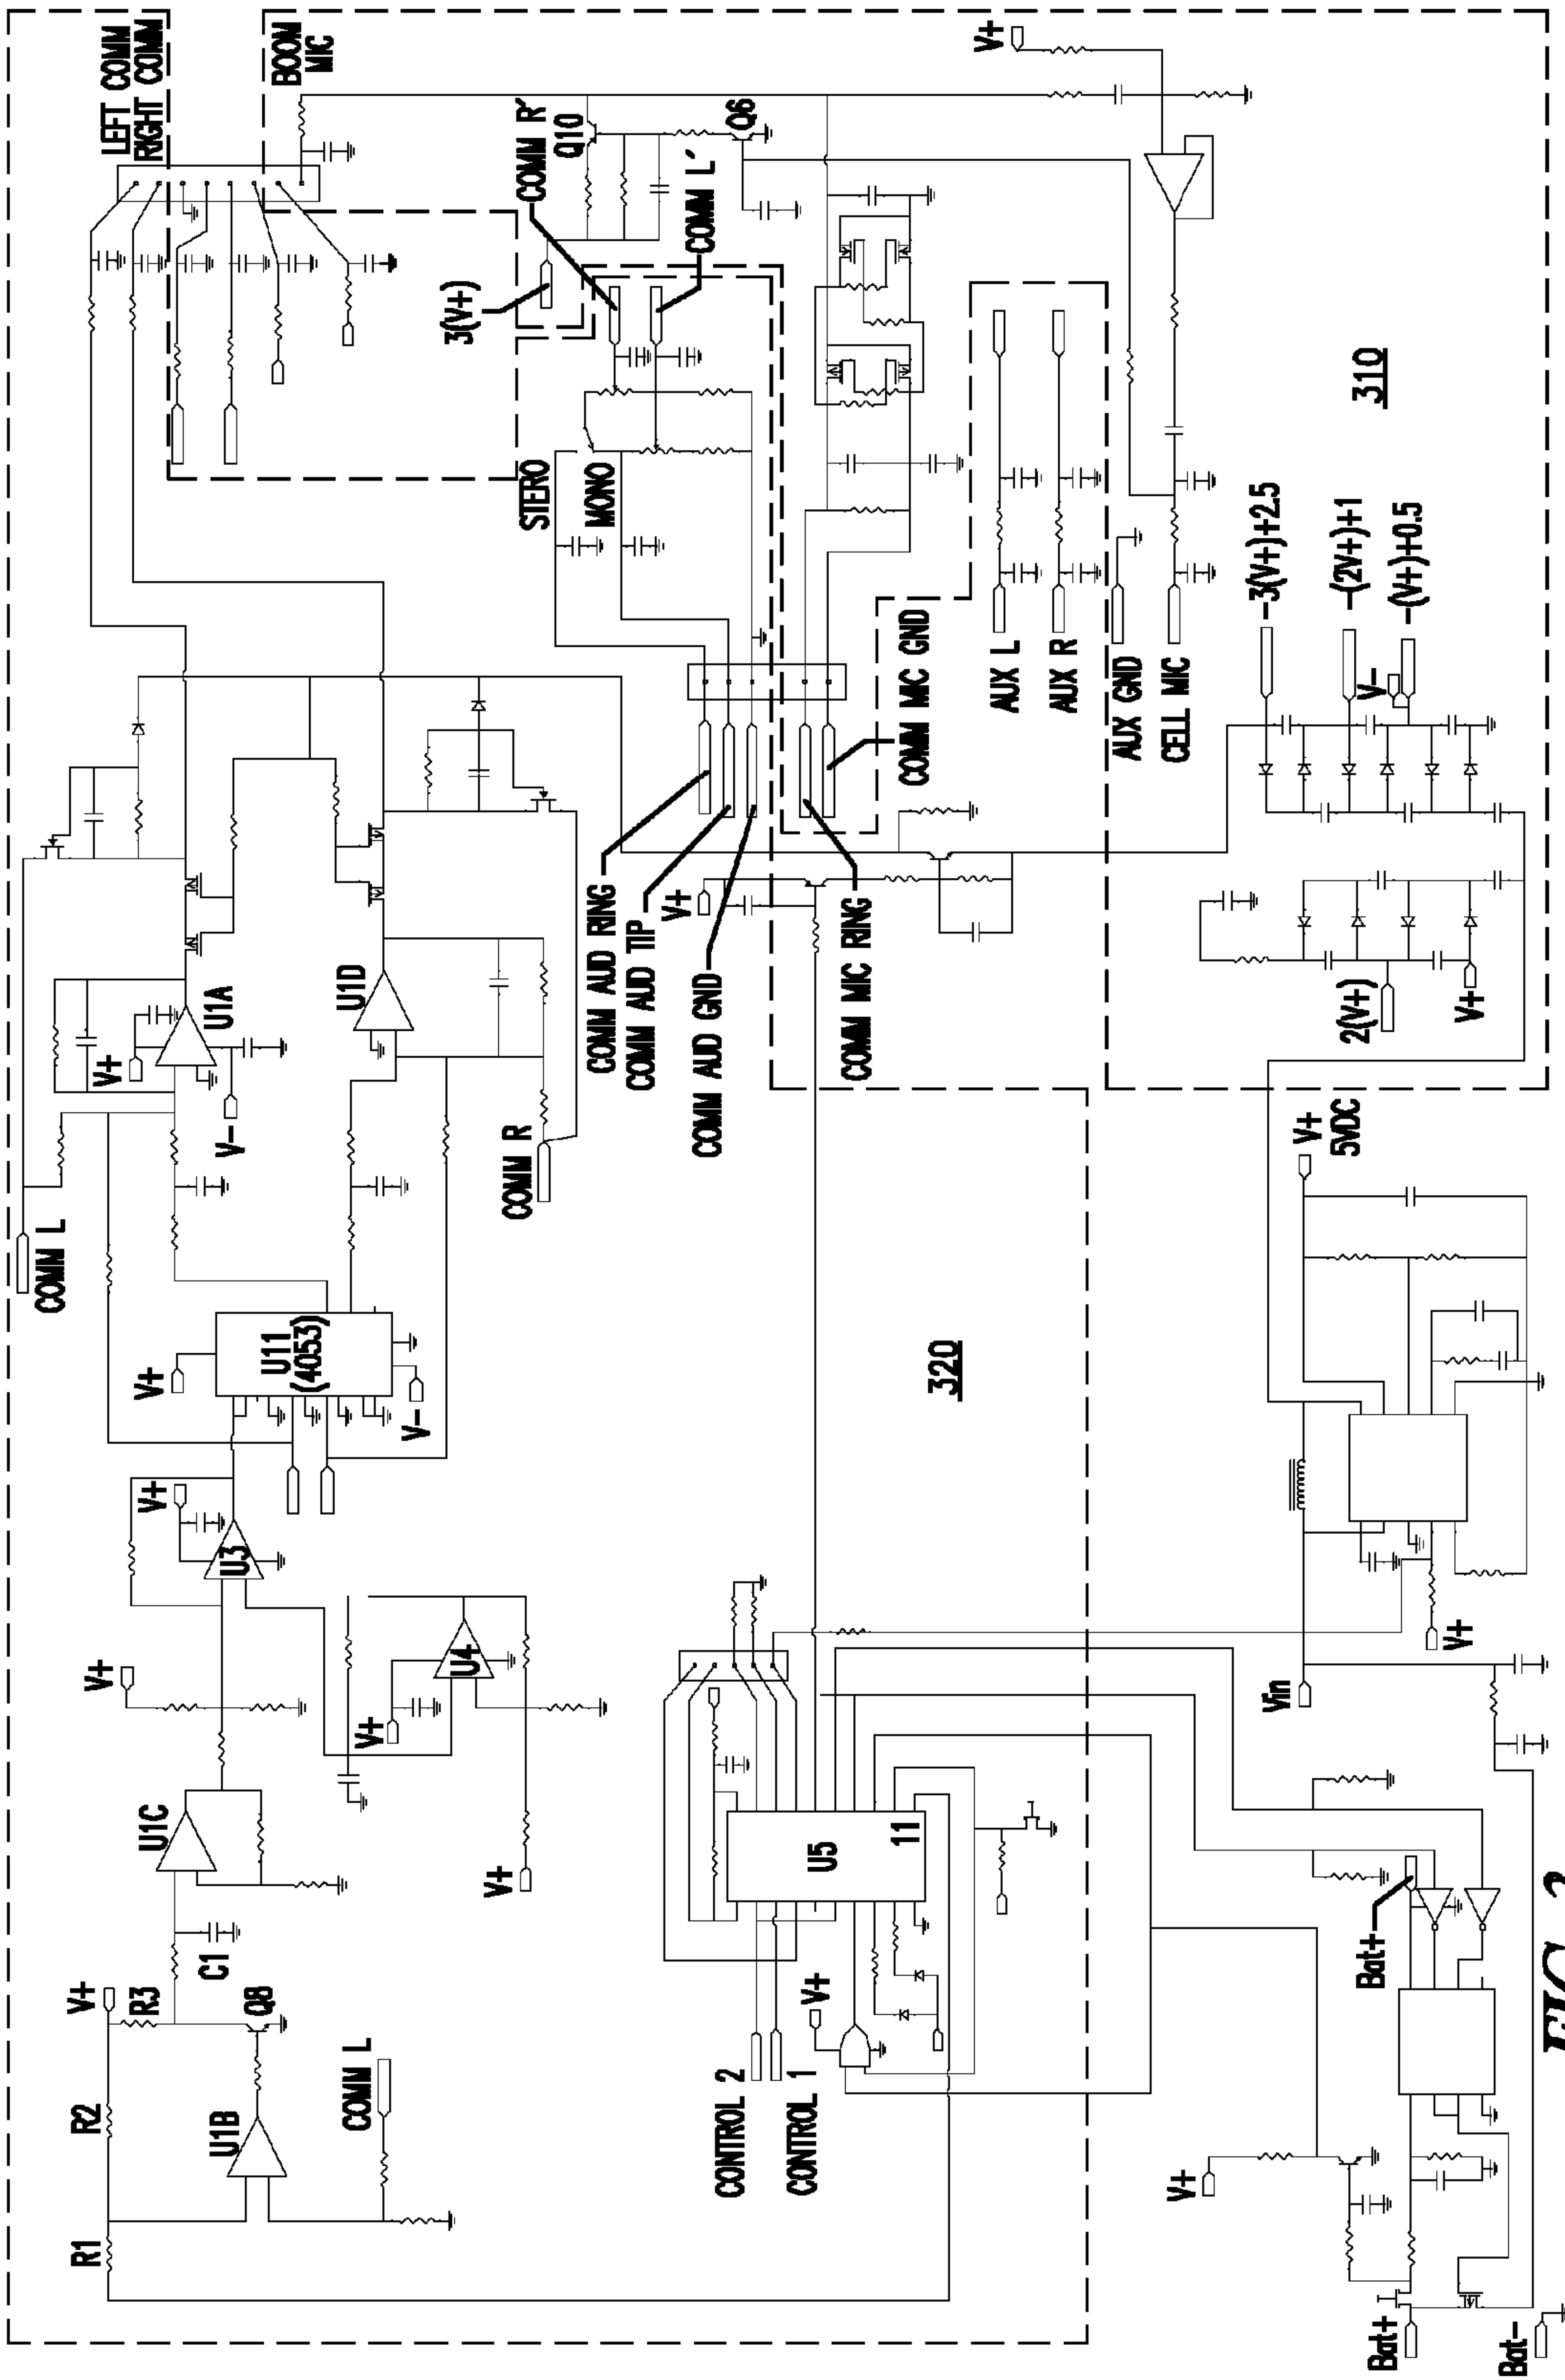 LEFT COMM
RIGHT COMM
BOOM
MIC
V+
COMM R'
Q10
Q6
COMM L'
3(V+)
STERO
MONO
310
COMM L
V+
U1A
V-
U1D
COMM R
U11
(4053)
V+
V-
COMM AUD RING
COMM AUD TIP
COMM AUD GND
V+
COMM MIC RING
COMM MIC GND
AUX L
AUX R
AUX GND
CELL MIC
-3(V+)+2.5
-(2V+)+1
V-
-(V+)+0.5
2(V+)
V+
V+
5VDC
320
V+
U3
V+
V+
U4
V+
U1C
C1
V+
R3
Q8
R2
R1
U1B
COMM L
CONTROL 2
CONTROL 1
V+
U5
11
Vin
V+
Bat+
V+
Bat+
Bat-